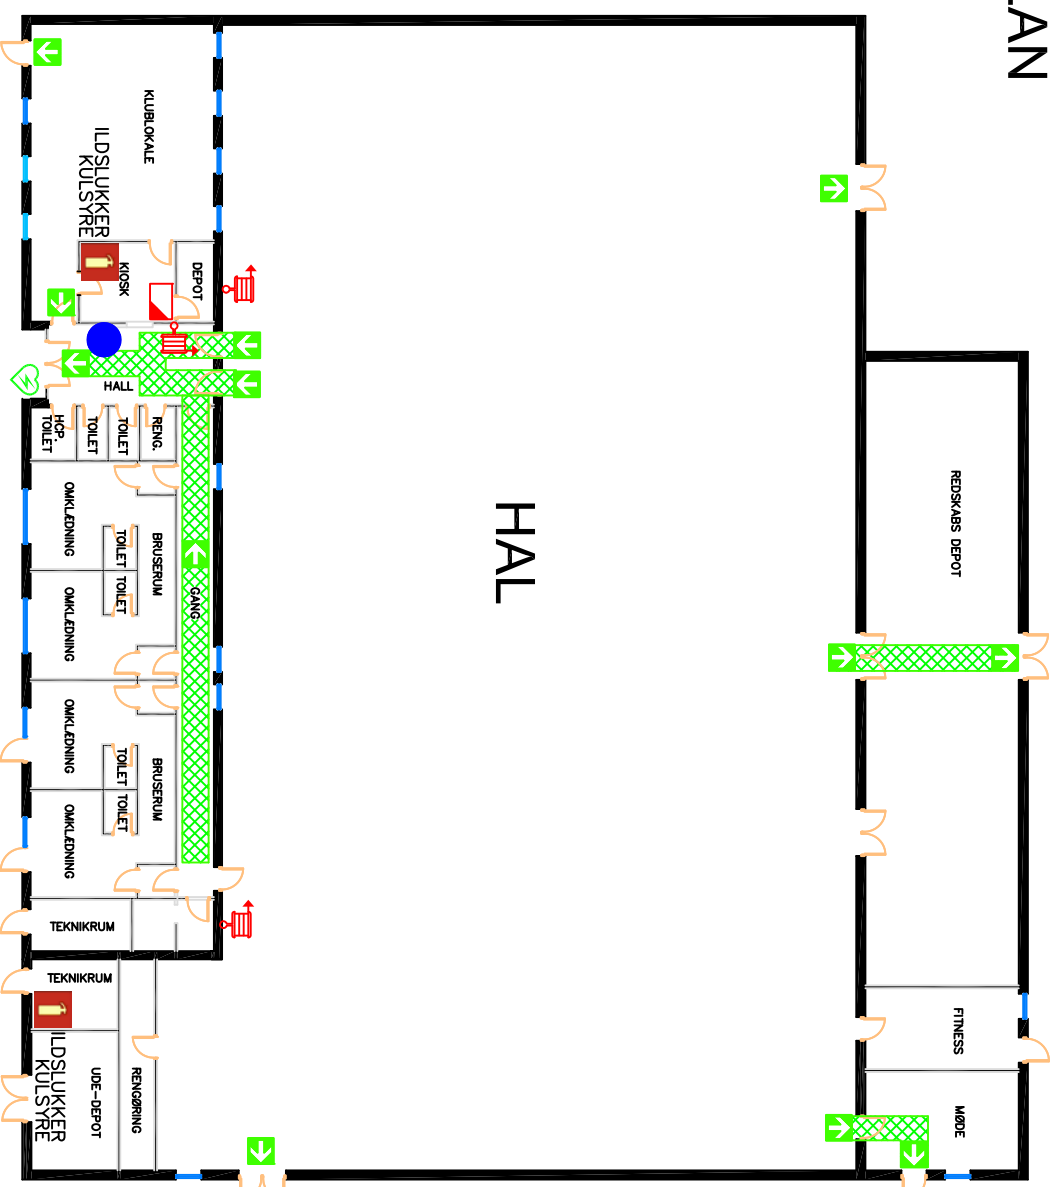 LAN
KLUBLOKALE
ILDSLUKKER
KULSYRE
KIOSK
DEPOT
HALL
HCP.
TOILET
TOILET
TOILET
RENG.
OMKLÆDNING
TOILET
BRUSERUM
OMKLÆDNING
TOILET
GANG
HAL
REDSKABS DEPOT
OMKLÆDNING
TOILET
BRUSERUM
OMKLÆDNING
TOILET
TEKNIKRUM
TEKNIKRUM
ILDSLUKKER
KULSYRE
UDE-DEPOT
RENGØRING
FITNESS
MØDE